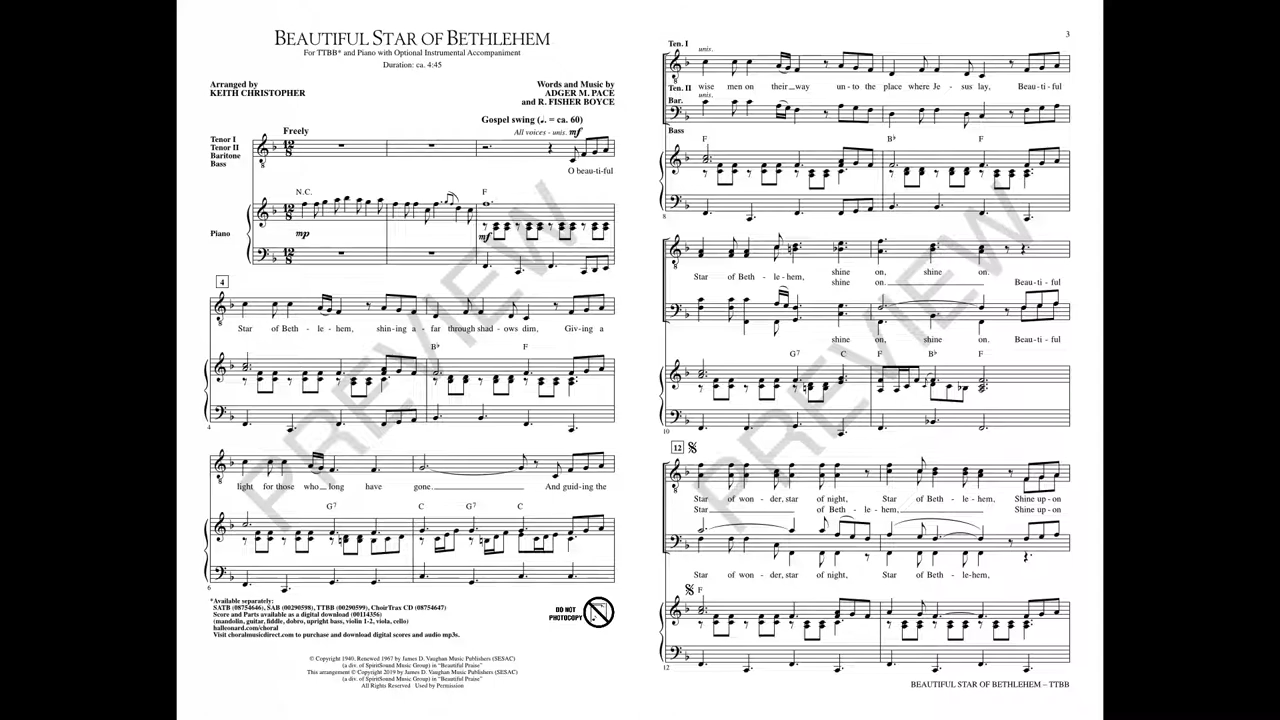 BEAUTIFUL STAR OF BETHLEHEM
For TTBB* and Piano with Optional Instrumental Accompaniment
Duration: ca. 4:45
Arranged by
KEITH CHRISTOPHER
Words and Music by
ADGER M. PACE
and R. FISHER BOYCE
Gospel swing (♩. = ca. 60)
Freely
All voices - unis. mf
Tenor I
Tenor II
Baritone
Bass
O beau-ti-ful
N.C. F
Piano
mp mf
4
Star of Beth - le - hem, shin-ing a - far through shad - ows dim, Giv-ing a
B♭ F
4
light for those who long have gone. And guid-ing the
G7 C G7 C
6
*Available separately:
SATB (08754646), SAB (00290598), TTBB (00290599), ChoirTrax CD (08754647)
Score and Parts available as a digital download (00114356)
(mandolin, guitar, fiddle, dobro, upright bass, violin 1-2, viola, cello)
halleonard.com/choral
Visit choralmusicdirect.com to purchase and download digital scores and audio mp3s.
DO NOT
PHOTOCOPY
© Copyright 1940, Renewed 1967 by James D. Vaughan Music Publishers (SESAC)
(a div. of SpiritSound Music Group) in “Beautiful Praise”
This arrangement © Copyright 2019 by James D. Vaughan Music Publishers (SESAC)
(a div. of SpiritSound Music Group) in “Beautiful Praise”
All Rights Reserved Used by Permission
PREVIEW
3
Ten. I
unis.
wise men on their way un-to the place where Je - sus lay, Beau-ti-ful
Ten. II
unis.
Bar.
Bass
F B♭ F
8
Star of Beth - le - hem, shine on, shine on.
shine on. Beau-ti-ful
shine on, shine on. Beau-ti-ful
G7 C F B♭ F
10
12
Star of won - der, star of night, Star of Beth - le - hem, Shine up - on
Star of Beth - le - hem, Shine up - on
Star of won - der, star of night, Star of Beth - le-hem,
F
12
BEAUTIFUL STAR OF BETHLEHEM – TTBB
PREVIEW